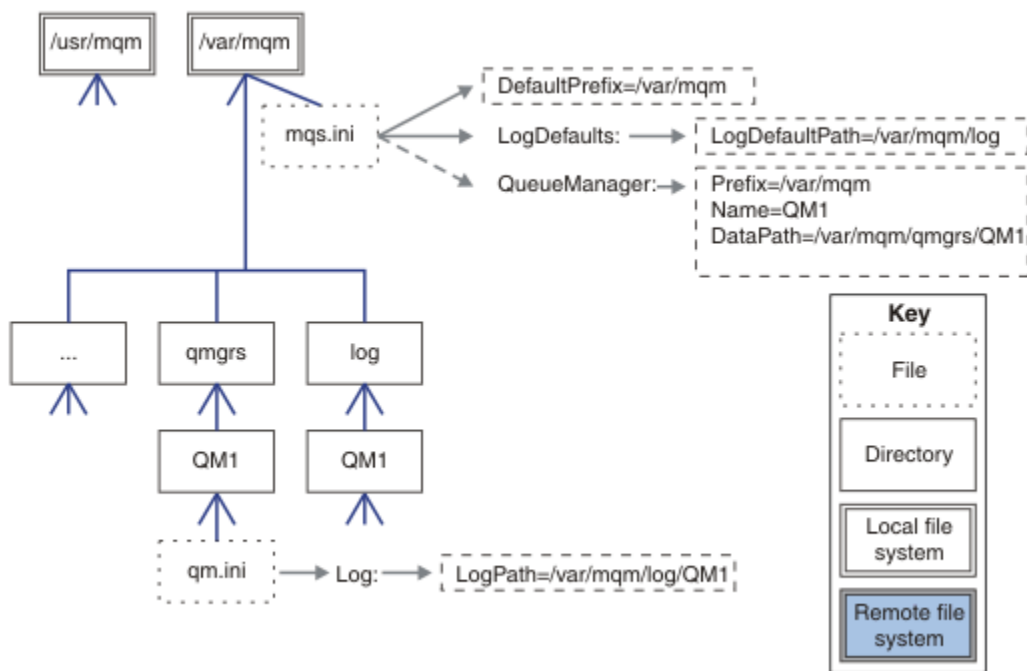 /usr/mqm
/var/mqm
mqs.ini
DefaultPrefix=/var/mqm
LogDefaults:
LogDefaultPath=/var/mqm/log
QueueManager:
Prefix=/var/mqm
Name=QM1
DataPath=/var/mqm/qmgrs/QM1
...
qmgrs
log
QM1
QM1
qm.ini
Log:
LogPath=/var/mqm/log/QM1
Key
File
Directory
Local file
system
Remote file
system